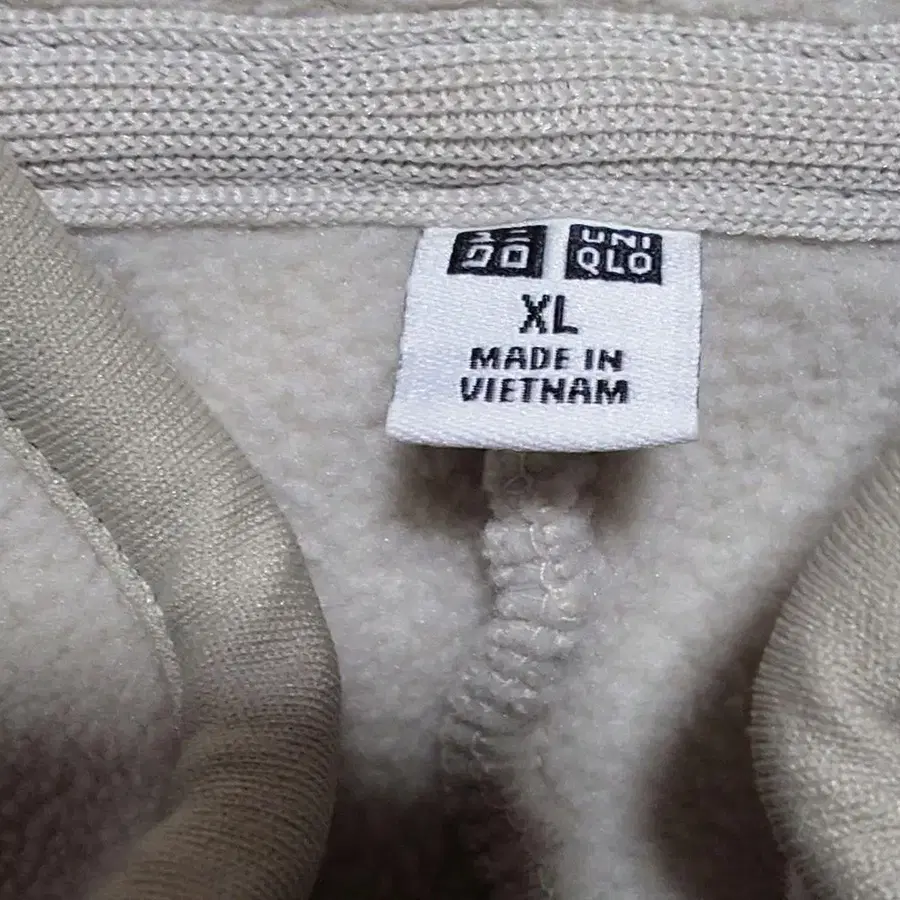 ユニ UNI
クロ QLO
XL
MADE IN
VIETNAM